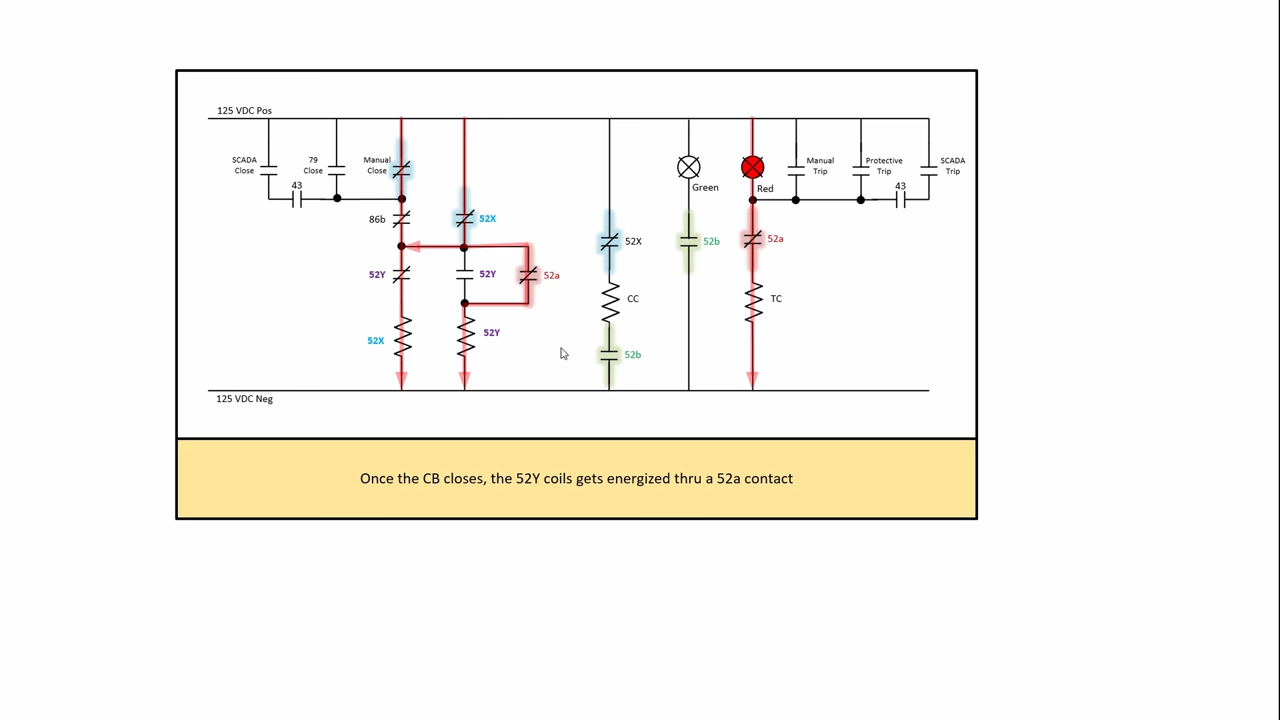 125 VDC Pos
SCADA
Close
79
Close
Manual
Close
43
86b
52X
52Y
52Y
52a
52X
52Y
52X
CC
52b
Green
52b
Red
52a
TC
Manual
Trip
Protective
Trip
43
SCADA
Trip
125 VDC Neg
Once the CB closes, the 52Y coils gets energized thru a 52a contact